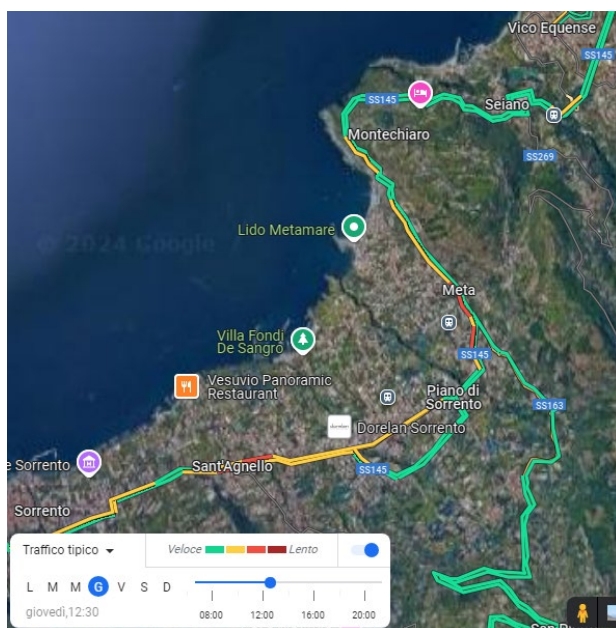 Vico Equense
SS145
SS145
Seiano
Montechiaro
SS269
© 2024 Google
Lido Metamare
Meta
Villa Fondi
De Sangro
SS145
Vesuvio Panoramic
Restaurant
Piano di
Sorrento
SS163
Dorelan Sorrento
e Sorrento
Sant'Agnello
SS145
Sorrento
Traffico tipico
Veloce
Lento
L M M G V S D
giovedì,12:30
08:00 12:00 16:00 20:00